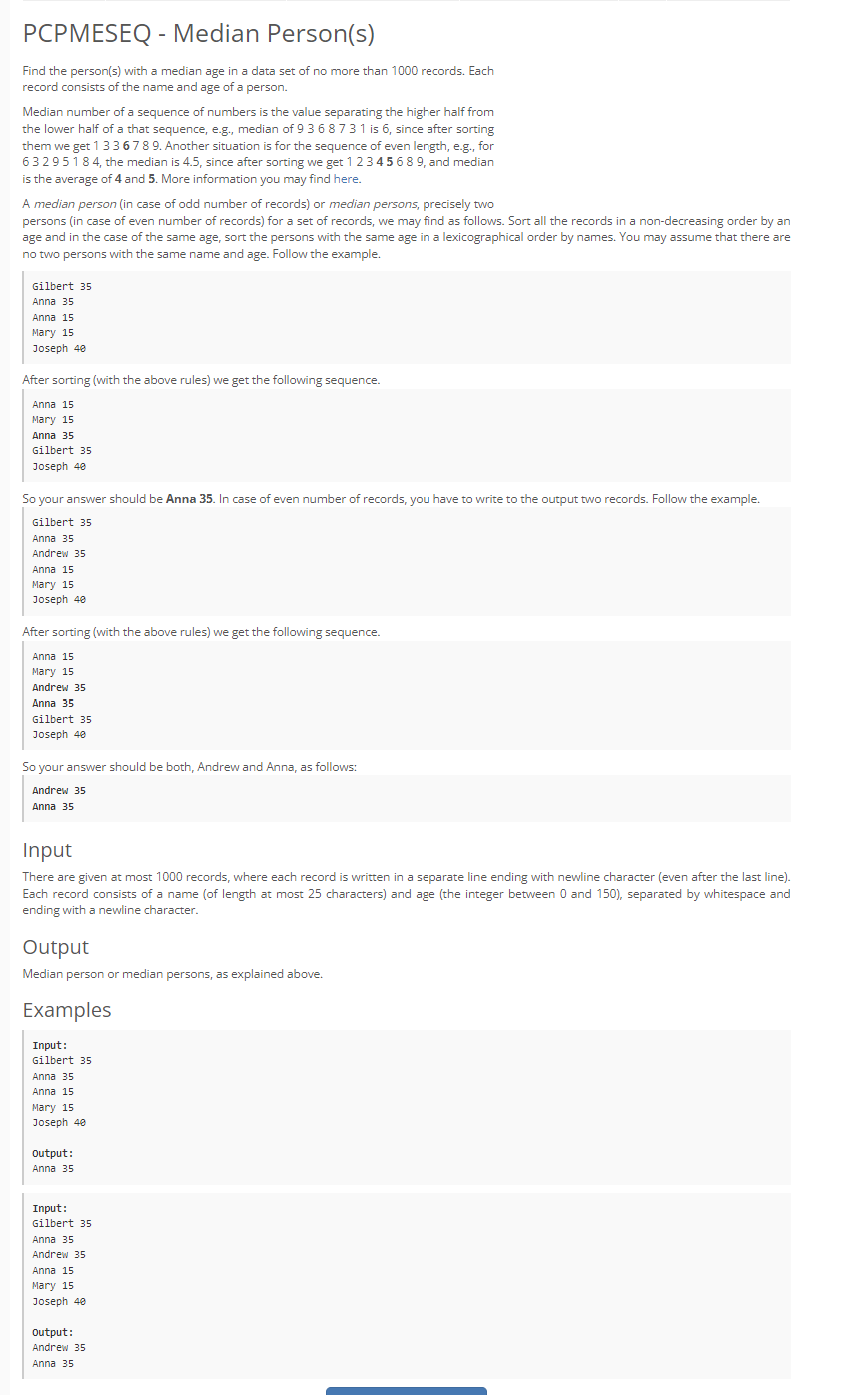 PCPMESEQ - Median Person(s)
Find the person(s) with a median age in a data set of no more than 1000 records. Each
record consists of the name and age of a person.
Median number of a sequence of numbers is the value separating the higher half from
the lower half of a that sequence, e.g., median of 9 3 6 8 7 3 1 is 6, since after sorting
them we get 1 3 3 6 7 8 9. Another situation is for the sequence of even length, e.g., for
6 3 2 9 5 1 8 4, the median is 4.5, since after sorting we get 1 2 3 4 5 6 8 9, and median
is the average of 4 and 5. More information you may find here.
A median person (in case of odd number of records) or median persons, precisely two
persons (in case of even number of records) for a set of records, we may find as follows. Sort all the records in a non-decreasing order by an
age and in the case of the same age, sort the persons with the same age in a lexicographical order by names. You may assume that there are
no two persons with the same name and age. Follow the example.
Gilbert 35
Anna 35
Anna 15
Mary 15
Joseph 40
After sorting (with the above rules) we get the following sequence.
Anna 15
Mary 15
Anna 35
Gilbert 35
Joseph 40
So your answer should be Anna 35. In case of even number of records, you have to write to the output two records. Follow the example.
Gilbert 35
Anna 35
Andrew 35
Anna 15
Mary 15
Joseph 40
After sorting (with the above rules) we get the following sequence.
Anna 15
Mary 15
Andrew 35
Anna 35
Gilbert 35
Joseph 40
So your answer should be both, Andrew and Anna, as follows:
Andrew 35
Anna 35
Input
There are given at most 1000 records, where each record is written in a separate line ending with newline character (even after the last line).
Each record consists of a name (of length at most 25 characters) and age (the integer between 0 and 150), separated by whitespace and
ending with a newline character.
Output
Median person or median persons, as explained above.
Examples
Input:
Gilbert 35
Anna 35
Anna 15
Mary 15
Joseph 40
Output:
Anna 35
Input:
Gilbert 35
Anna 35
Andrew 35
Anna 15
Mary 15
Joseph 40
Output:
Andrew 35
Anna 35